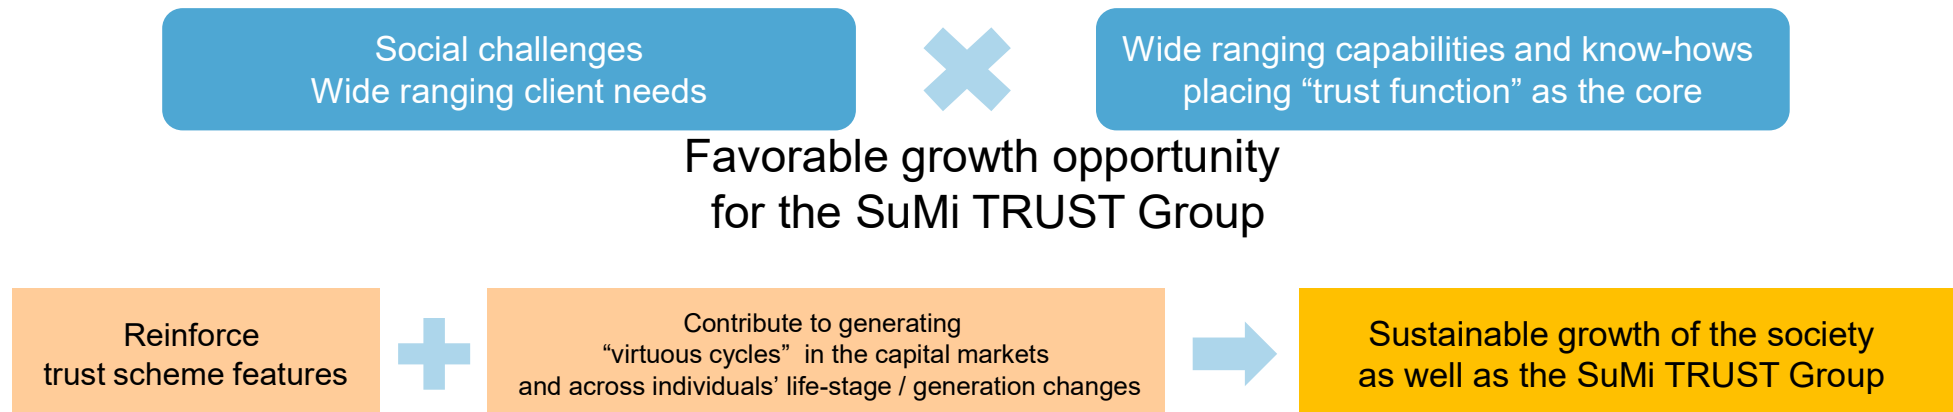 Social challenges
Wide ranging client needs
Wide ranging capabilities and know-hows
placing “trust function” as the core
Favorable growth opportunity
for the SuMi TRUST Group
Reinforce
trust scheme features
Contribute to generating
“virtuous cycles” in the capital markets
and across individuals’ life-stage / generation changes
Sustainable growth of the society
as well as the SuMi TRUST Group